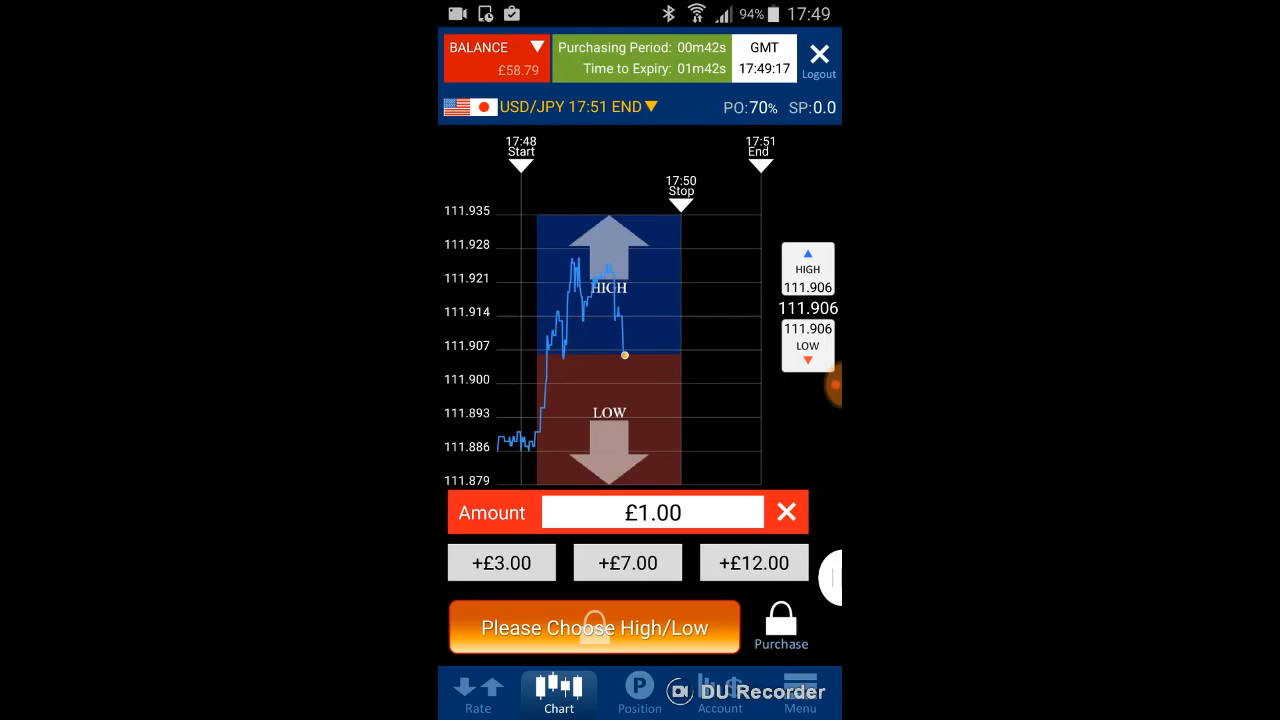 94% 17:49
BALANCE
£58.79
Purchasing Period: 00m42s
Time to Expiry: 01m42s
GMT
17:49:17
Logout
USD/JPY 17:51 END
PO:70% SP:0.0
17:48
Start
17:50
Stop
17:51
End
111.935
111.928
111.921
111.914
111.907
111.900
111.893
111.886
111.879
HIGH
LOW
HIGH
111.906
111.906
111.906
LOW
Amount £1.00
+£3.00 +£7.00 +£12.00
Please Choose High/Low
Purchase
Rate Chart Position Account Menu
DU Recorder